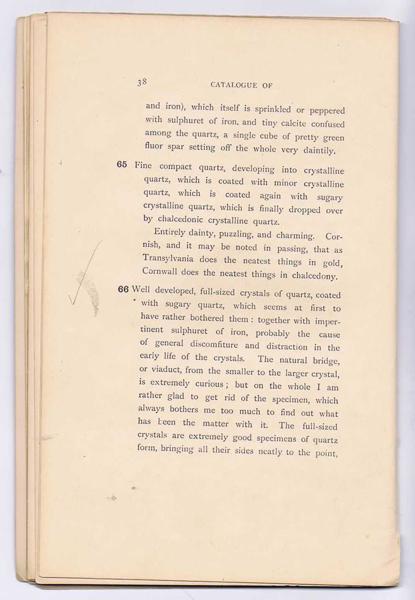 38
CATALOGUE OF
and iron), which itself is sprinkled or peppered
with sulphuret of iron, and tiny calcite confused
among the quartz, a single cube of pretty green
fluor spar setting off the whole very daintily.
65 Fine compact quartz, developing into crystalline
quartz, which is coated with minor crystalline
quartz, which is coated again with sugary
crystalline quartz, which is finally dropped over
by chalcedonic crystalline quartz.
Entirely dainty, puzzling, and charming. Cor-
nish, and it may be noted in passing, that as
Transylvania does the neatest things in gold,
Cornwall does the neatest things in chalcedony.
66 Well developed, full-sized crystals of quartz, coated
with sugary quartz, which seems at first to
have rather bothered them: together with imper-
tinent sulphuret of iron, probably the cause
of general discomfiture and distraction in the
early life of the crystals. The natural bridge,
or viaduct, from the smaller to the larger crystal,
is extremely curious; but on the whole I am
rather glad to get rid of the specimen, which
always bothers me too much to find out what
has been the matter with it. The full-sized
crystals are extremely good specimens of quartz
form, bringing all their sides neatly to the point,